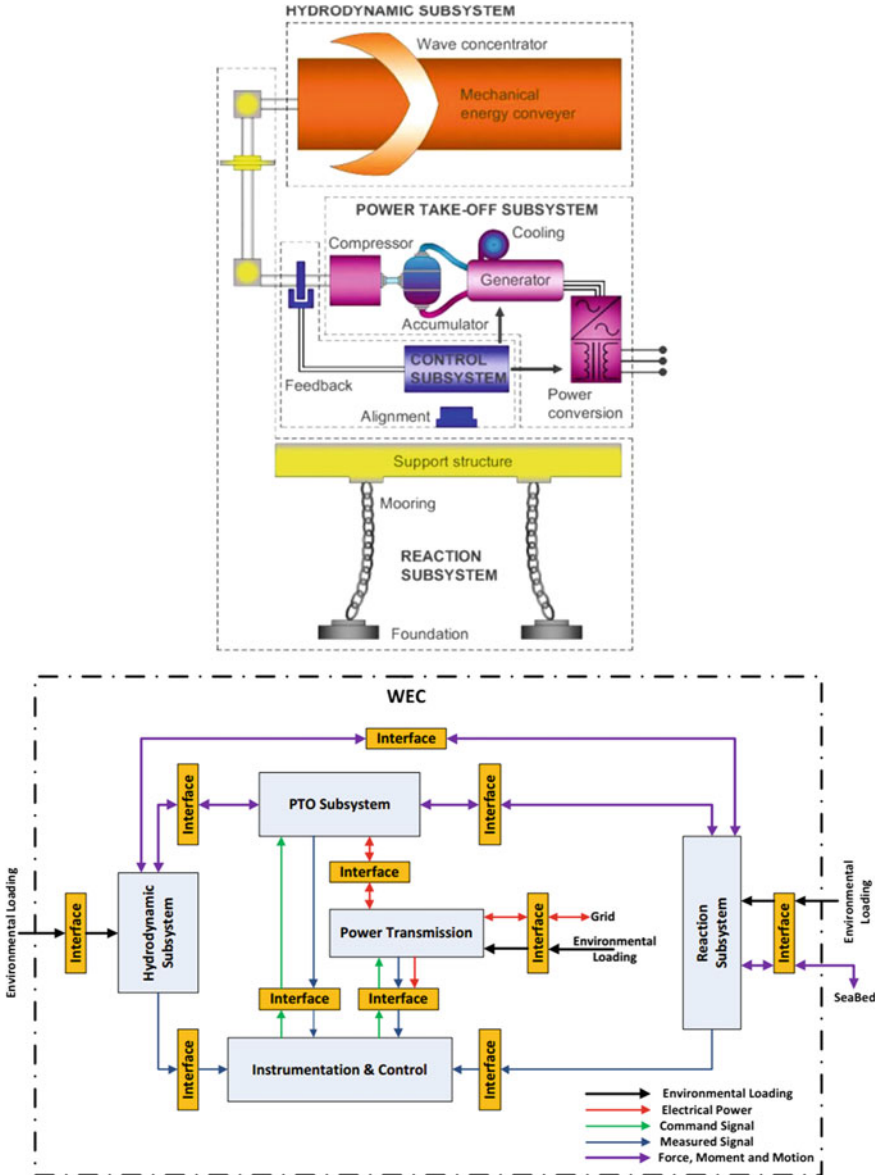 HYDRODYNAMIC SUBSYSTEM
Wave concentrator
Mechanical
energy conveyer
POWER TAKE-OFF SUBSYSTEM
Compressor
Cooling
Generator
Accumulator
CONTROL
SUBSYSTEM
Feedback
Alignment
Power
conversion
Support structure
Mooring
REACTION
SUBSYSTEM
Foundation
WEC
Interface
Interface
PTO Subsystem
Interface
Interface
Environmental Loading
Interface
Hydrodynamic
Subsystem
Power Transmission
Interface
Grid
Environmental
Loading
Reaction
Subsystem
Interface
Environmental
Loading
SeaBed
Interface
Interface
Interface
Instrumentation & Control
Interface
Environmental Loading
Electrical Power
Command Signal
Measured Signal
Force, Moment and Motion